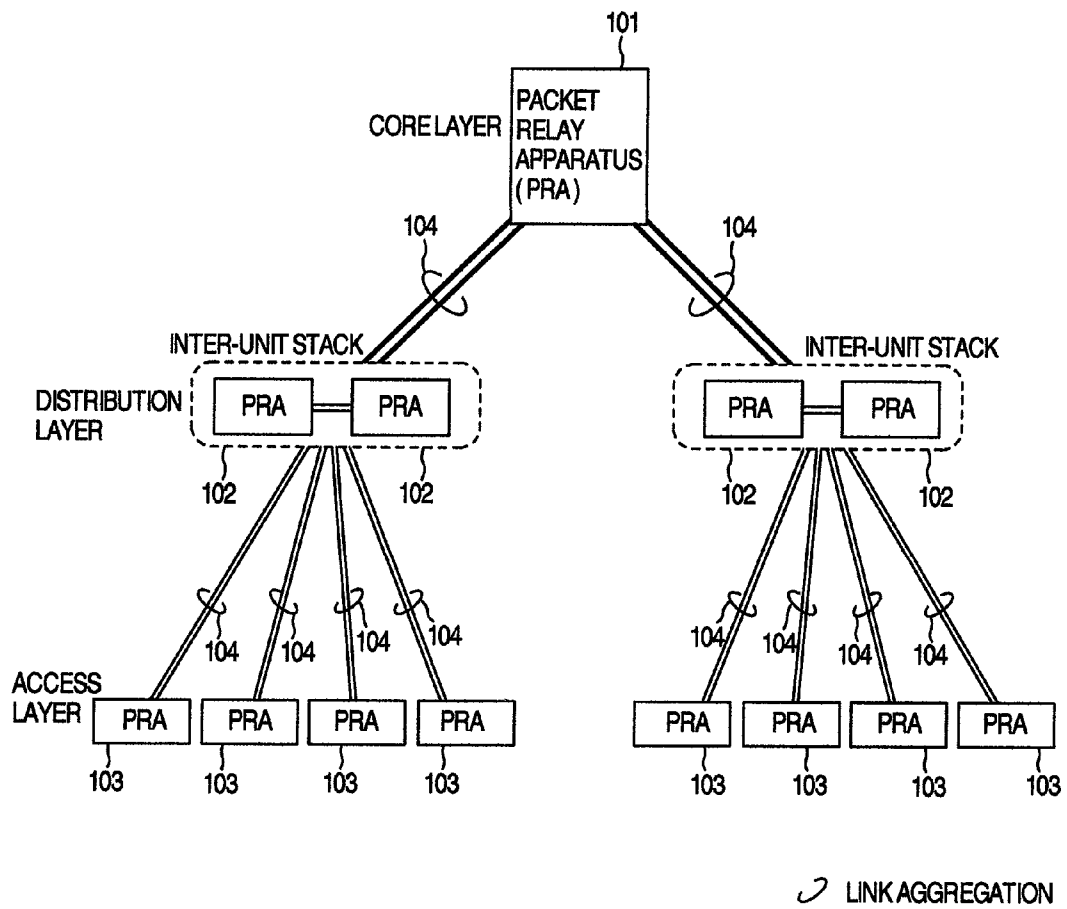 101
CORE LAYER
PACKET
RELAY
APPARATUS
(PRA)
104
104
INTER-UNIT STACK
INTER-UNIT STACK
DISTRIBUTION
LAYER
PRA
PRA
PRA
PRA
102
102
102
102
104
104
104
104
104
104
104
104
ACCESS
LAYER
PRA
PRA
PRA
PRA
PRA
PRA
PRA
PRA
103
103
103
103
103
103
103
103
LINK AGGREGATION